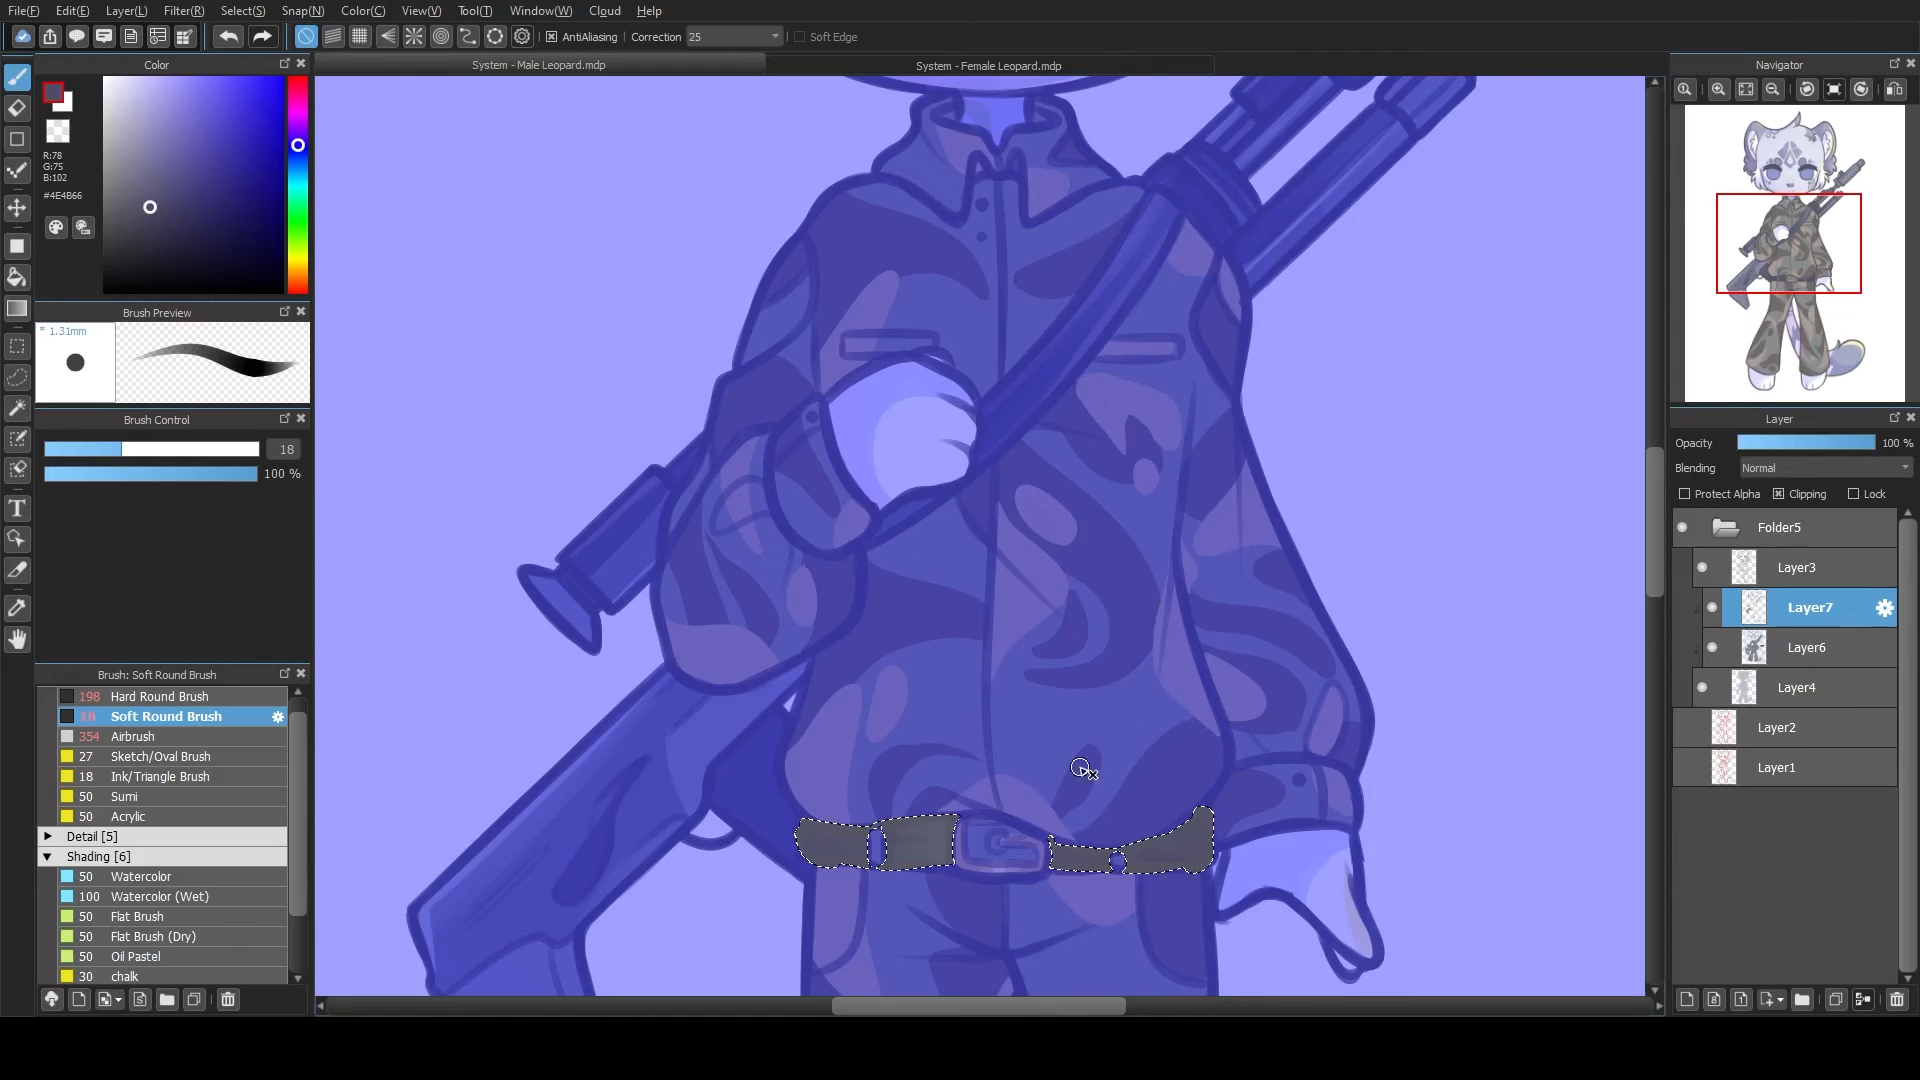 File(F) Edit(E) Layer(L) Filter(R) Select(S) Snap(N) Color(C) View(V) Tool(T) Window(W) Cloud Help
AntiAliasing Correction 25 Soft Edge
Color
System - Male Leopard.mdp
System - Female Leopard.mdp
Navigator
R:78
G:75
B:102
#4E4B66
Brush Preview
* 1.31mm
Brush Control
18
100 %
Brush: Soft Round Brush
198 Hard Round Brush
18 Soft Round Brush
354 Airbrush
27 Sketch/Oval Brush
18 Ink/Triangle Brush
50 Sumi
50 Acrylic
Detail [5]
Shading [6]
50 Watercolor
100 Watercolor (Wet)
50 Flat Brush
50 Flat Brush (Dry)
50 Oil Pastel
30 chalk
Layer
Opacity 100 %
Blending Normal
Protect Alpha Clipping Lock
Folder5
Layer3
Layer7
Layer6
Layer4
Layer2
Layer1